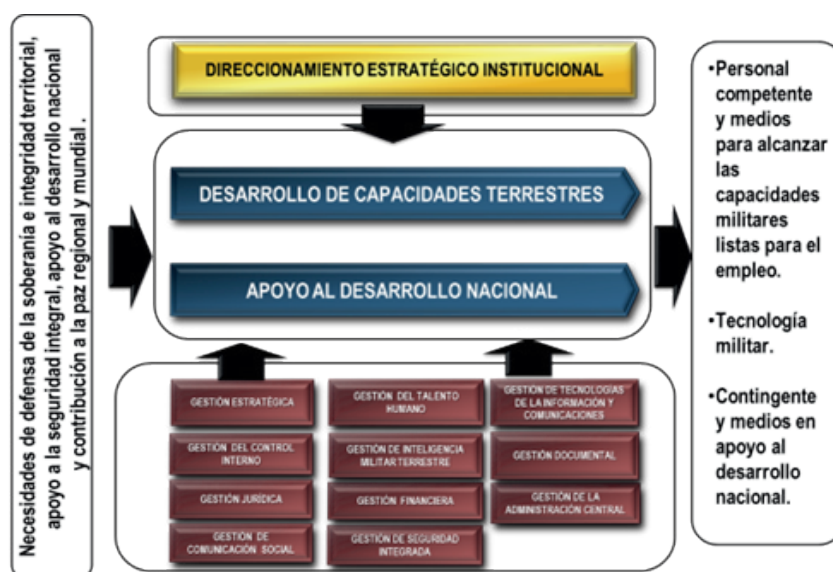 Necesidades de defensa de la soberanía e integridad territorial,
apoyo a la seguridad integral, apoyo al desarrollo nacional
y contribución a la paz regional y mundial .
DIRECCIONAMIENTO ESTRATÉGICO INSTITUCIONAL
DESARROLLO DE CAPACIDADES TERRESTRES
APOYO AL DESARROLLO NACIONAL
GESTIÓN ESTRATÉGICA
GESTIÓN DEL CONTROL
INTERNO
GESTIÓN JURÍDICA
GESTIÓN DE
COMUNICACIÓN SOCIAL
GESTIÓN DEL TALENTO
HUMANO
GESTIÓN DE INTELIGENCIA
MILITAR TERRESTRE
GESTIÓN FINANCIERA
GESTIÓN DE SEGURIDAD
INTEGRADA
GESTIÓN DE TECNOLOGÍAS
DE LA INFORMACIÓN Y
COMUNICACIONES
GESTIÓN DOCUMENTAL
GESTIÓN DE LA
ADMINISTRACIÓN CENTRAL
•Personal
competente
y medios
para alcanzar
las
capacidades
militares
listas para el
empleo.
•Tecnología
militar.
•Contingente
y medios en
apoyo al
desarrollo
nacional.